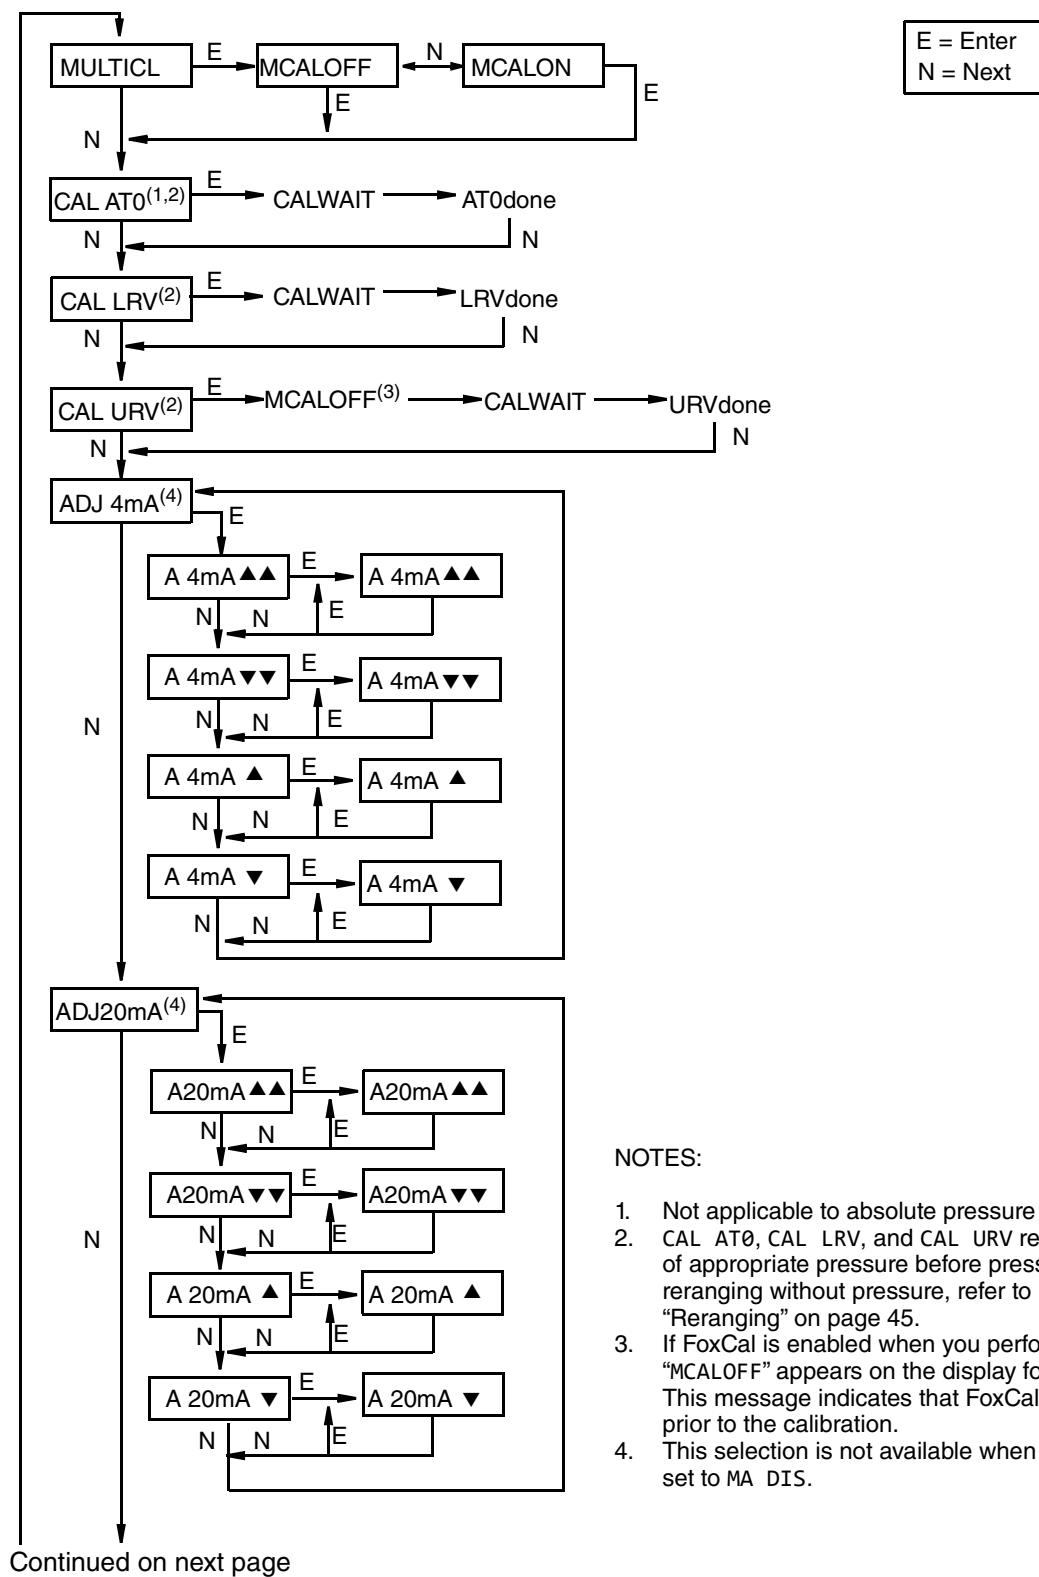 E = Enter
N = Next
MULTICL E MCALOFF N MCALON
E E
N
CAL AT0(1,2) E CALWAIT AT0done
N N
CAL LRV(2) E CALWAIT LRVdone
N N
CAL URV(2) E MCALOFF(3) CALWAIT URVdone
N N
ADJ 4mA(4)
E
A 4mA▲▲ E A 4mA▲▲
N N E
A 4mA▼▼ E A 4mA▼▼
N N E
N
A 4mA ▲ E A 4mA ▲
N N E
A 4mA ▼ E A 4mA ▼
N N E
ADJ20mA(4)
E
A20mA▲▲ E A20mA▲▲
N N E
A20mA▼▼ E A20mA▼▼
N N E
N
A 20mA ▲ E A 20mA ▲
N N E
A 20mA ▼ E A 20mA ▼
N N E
Continued on next page
NOTES:
1. Not applicable to absolute pressure
2. CAL AT0, CAL LRV, and CAL URV re
of appropriate pressure before press
reranging without pressure, refer to
“Reranging” on page 45.
3. If FoxCal is enabled when you perfo
“MCALOFF” appears on the display fo
This message indicates that FoxCal
prior to the calibration.
4. This selection is not available when
set to MA DIS.